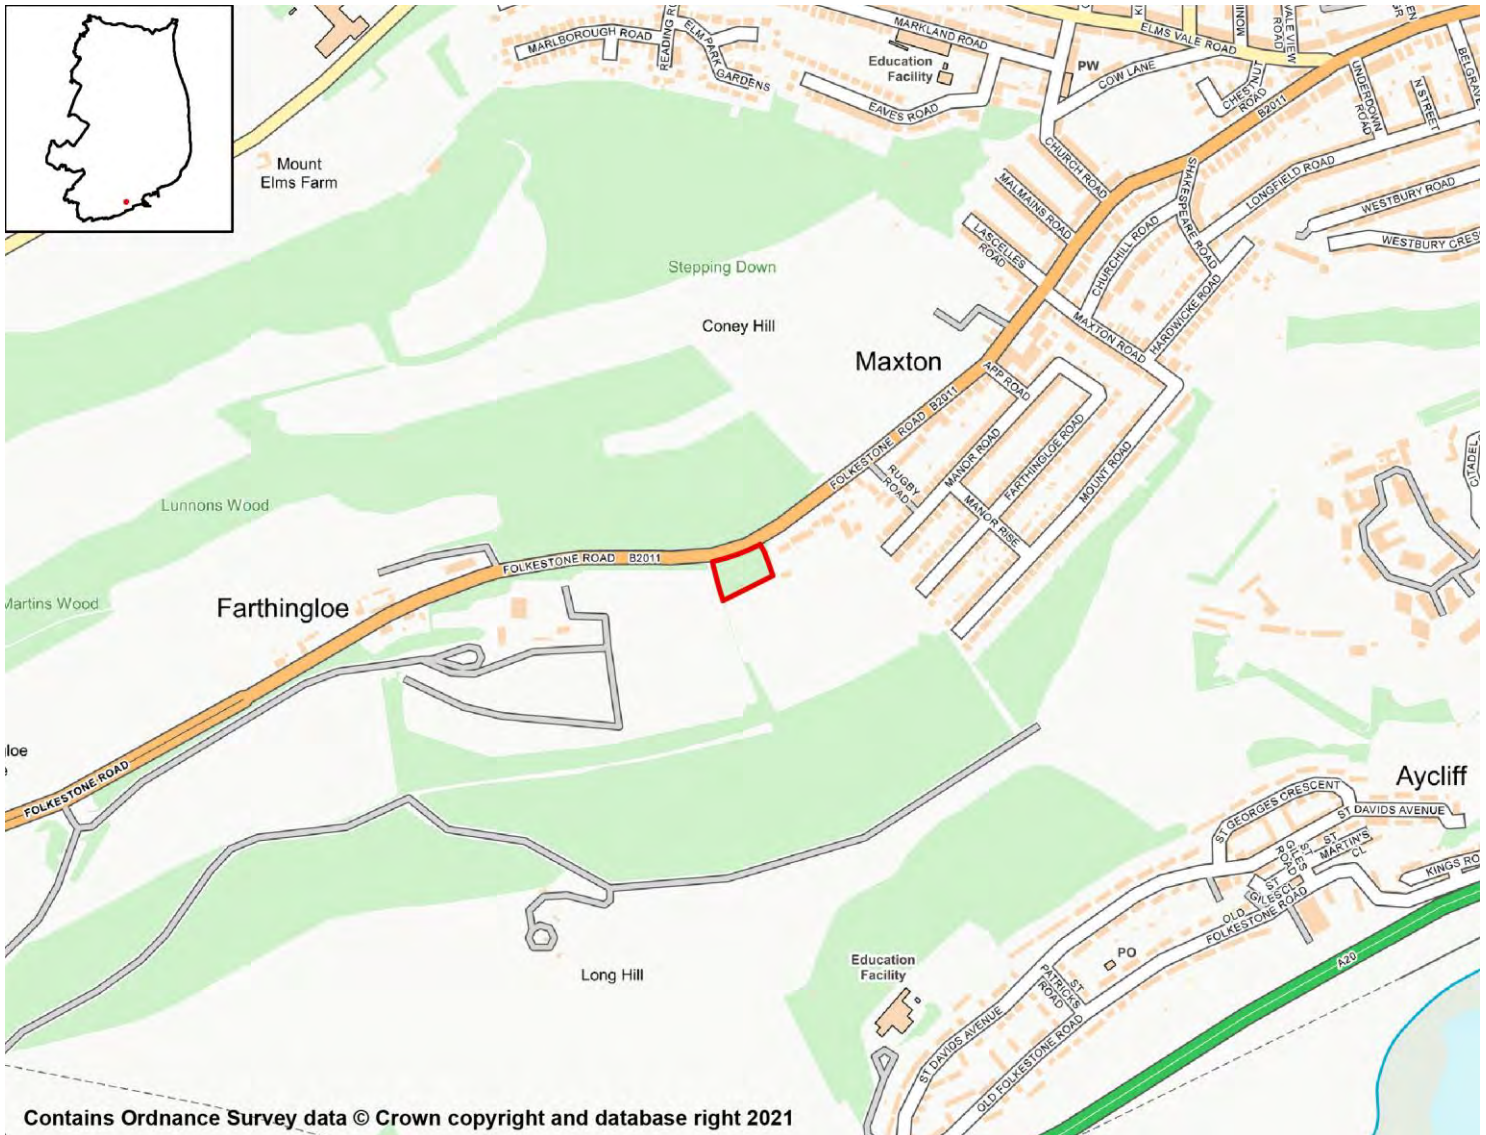 MARLBOROUGH ROAD
READING RO
ELM PARK
GARDENS
MARKLAND ROAD
Education
Facility
EAVES ROAD
PW
COW LANE
ELMS VALE ROAD
VALE VIEW
ROAD
CHESTNUT
ROAD
B2011
UNDERDOWN
ROAD
N STREET
BELGRAVE
Mount
Elms Farm
CHURCH ROAD
MALMAINS ROAD
LASCELLES
ROAD
CHURCHILL ROAD
SHAKESPEARE ROAD
LONGFIELD ROAD
WESTBURY ROAD
WESTBURY CRES
HARDWICKE ROAD
MAXTON ROAD
Stepping Down
Coney Hill
Maxton
APP ROAD
FOLKESTONE ROAD B2011
RUGBY
ROAD
MANOR ROAD
FARTHINGLOE ROAD
MANOR RISE
MOUNT ROAD
CITADEL
Lunnons Wood
FOLKESTONE ROAD B2011
Martins Wood
Farthingloe
loe
FOLKESTONE ROAD
Aycliff
ST GEORGES CRESCENT
ST DAVIDS AVENUE
ST
MARTIN'S
CL
ST
GILES
ROAD
ST
GILES CL
KINGS RO
OLD
FOLKESTONE ROAD
A20
PO
ST
PATRICKS
ROAD
Education
Facility
ST DAVIDS AVENUE
OLD FOLKESTONE ROAD
Long Hill
Contains Ordnance Survey data © Crown copyright and database right 2021